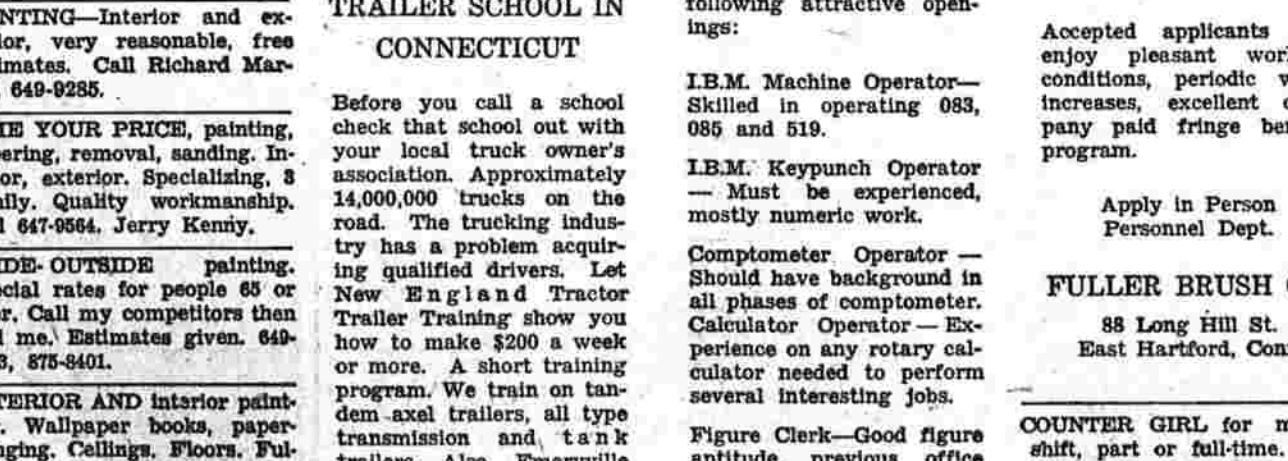 NTING—Interior and ex-
ior, very reasonable, free
imates. Call Richard Mar-
649-9285.
ME YOUR PRICE, painting,
ering, removal, sanding. In-
or, exterior. Specializing, 3
ily. Quality workmanship.
l 647-9564, Jerry Kenny.
IDE-OUTSIDE painting.
cial rates for people 65 or
r. Call my competitors then
l me. Estimates given. 649-
3, 875-8401.
TERIOR AND interior paint-
Wallpaper books, paper-
nging. Ceilings. Floors. Ful-
TRAILER SCHOOL IN
CONNECTICUT
Before you call a school
check that school out with
your local truck owner's
association. Approximately
14,000,000 trucks on the
road. The trucking indus-
try has a problem acquir-
ing qualified drivers. Let
New England Tractor
Trailer Training show you
how to make $200 a week
or more. A short training
program. We train on tan-
dem axel trailers, all type
transmission and tank
trailers. Also Emeryville
following attractive open-
ings:
I.B.M. Machine Operator—
Skilled in operating 083,
085 and 519.
I.B.M. Keypunch Operator
— Must be experienced,
mostly numeric work.
Comptometer Operator —
Should have background in
all phases of comptometer.
Calculator Operator — Ex-
perience on any rotary cal-
culator needed to perform
several interesting jobs.
Figure Clerk—Good figure
aptitude, previous office
Accepted applicants
enjoy pleasant wor
conditions, periodic w
increases, excellent
pany paid fringe be
program.
Apply in Person
Personnel Dept.
FULLER BRUSH
88 Long Hill St.
East Hartford, Con
COUNTER GIRL for m
shift, part or full-time.